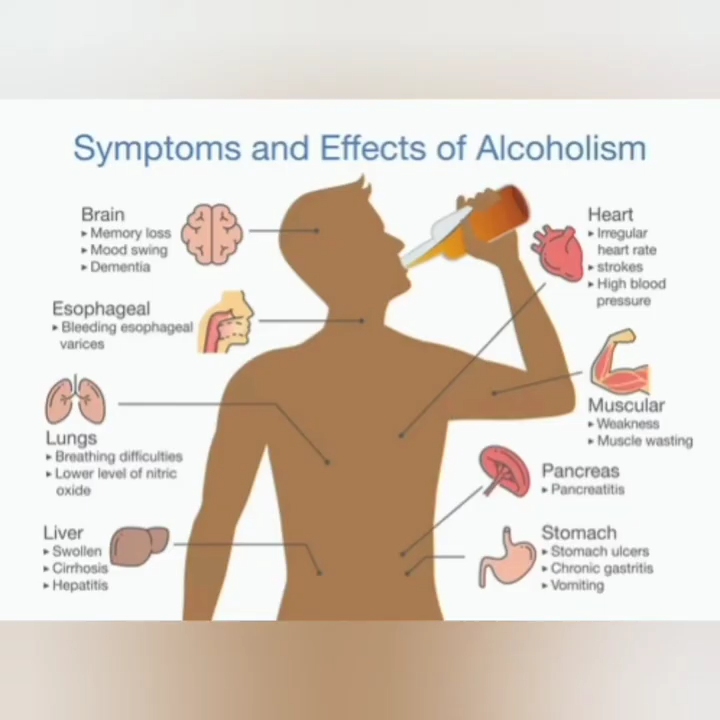 Symptoms and Effects of Alcoholism
Brain
▸ Memory loss
▸ Mood swing
▸ Dementia
Esophageal
▸ Bleeding esophageal
varices
Lungs
▸ Breathing difficulties
▸ Lower level of nitric
oxide
Liver
▸ Swollen
▸ Cirrhosis
▸ Hepatitis
Heart
▸ Irregular
heart rate
▸ strokes
▸ High blood
pressure
Muscular
▸ Weakness
▸ Muscle wasting
Pancreas
▸ Pancreatitis
Stomach
▸ Stomach ulcers
▸ Chronic gastritis
▸ Vomiting